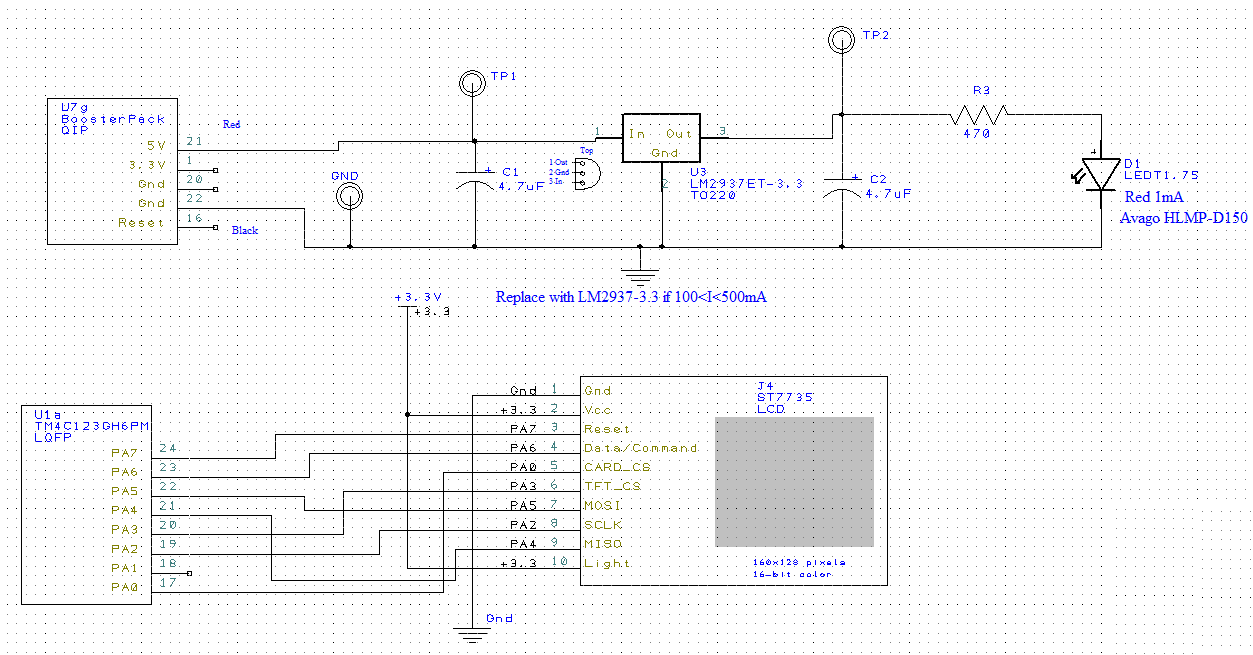 TP2
TP1
R3
470
U7g
BoosterPack
QIP
5V 21
Red
3.3V 1
Gnd 20
Gnd 22
Reset 16
Black
GND
+
C1
4.7uF
Top
1 Out
2 Gnd
3 In
1
In Out
Gnd
3
2
U3
LM2937ET-3.3
TO220
+
C2
4.7uF
+
D1
LEDT1.75
Red 1mA
Avago HLMP-D150
Replace with LM2937-3.3 if 100<I<500mA
+3.3V
+3.3
U1a
TM4C123GH6PM
LQFP
PA7 24
PA6 23
PA5 22
PA4 21
PA3 20
PA2 19
PA1 18
PA0 17
J4
ST7735
LCD
Gnd 1 Gnd
+3.3 2 Vcc
PA7 3 Reset
PA6 4 Data/Command
PA0 5 CARD_CS
PA3 6 TFT_CS
PA5 7 MOSI
PA2 8 SCLK
PA4 9 MISO
+3.3 10 Light
160x128 pixels
16-bit color
Gnd